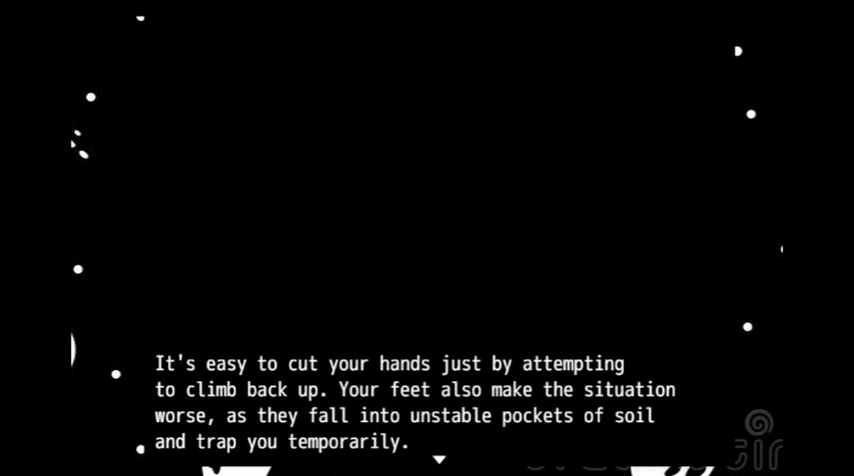 It's easy to cut your hands just by attempting
to climb back up. Your feet also make the situation
worse, as they fall into unstable pockets of soil
and trap you temporarily.